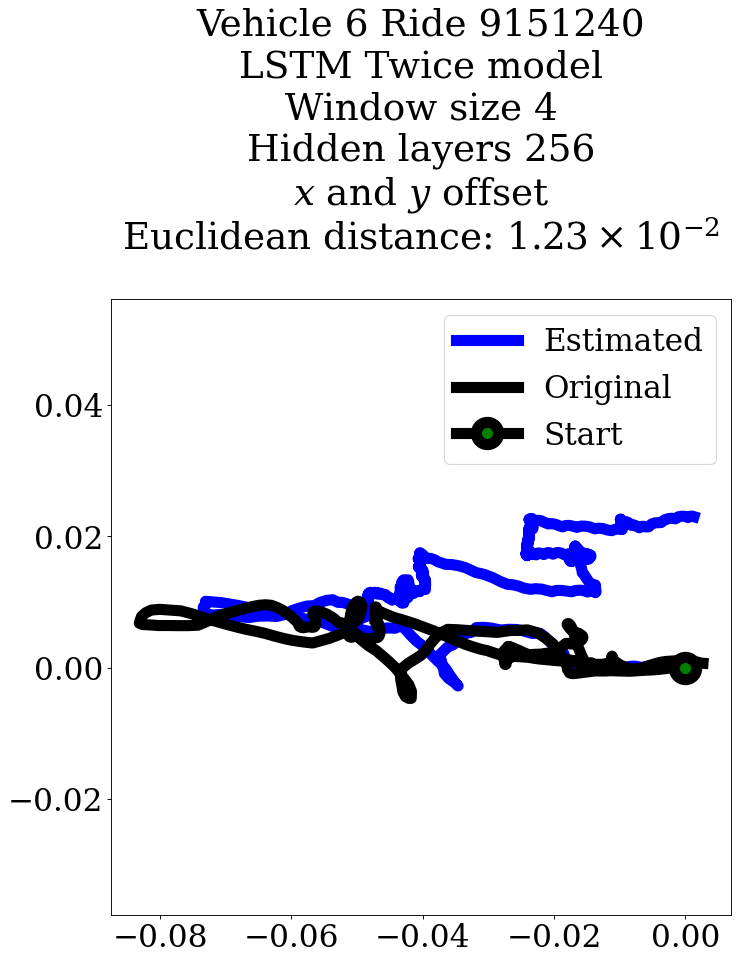 Vehicle 6 Ride 9151240
LSTM Twice model
Window size 4
Hidden layers 256
x and y offset
Euclidean distance: 1.23 × 10⁻²
Estimated
Original
Start
0.04
0.02
0.00
−0.02
−0.08 −0.06 −0.04 −0.02 0.00